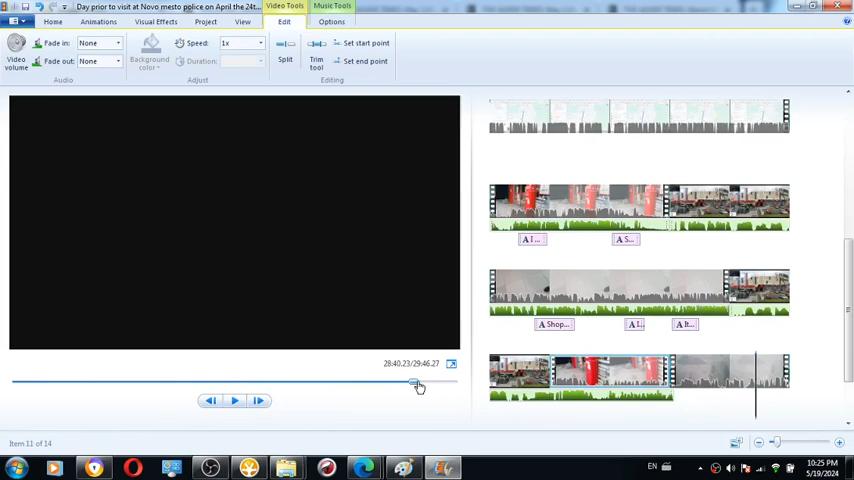 Day prior to visit at Novo mesto police on April the 24t...
Video Tools
Music Tools
Home
Animations
Visual Effects
Project
View
Edit
Options
Video volume
Fade in: None
Fade out: None
Audio
Background color
Speed: 1x
Duration:
Adjust
Split
Trim tool
Set start point
Set end point
Editing
A I ...
A S...
A Shop...
A I..
A It...
28:40.23/29:46.27
Item 11 of 14
EN
10:25 PM
5/19/2024